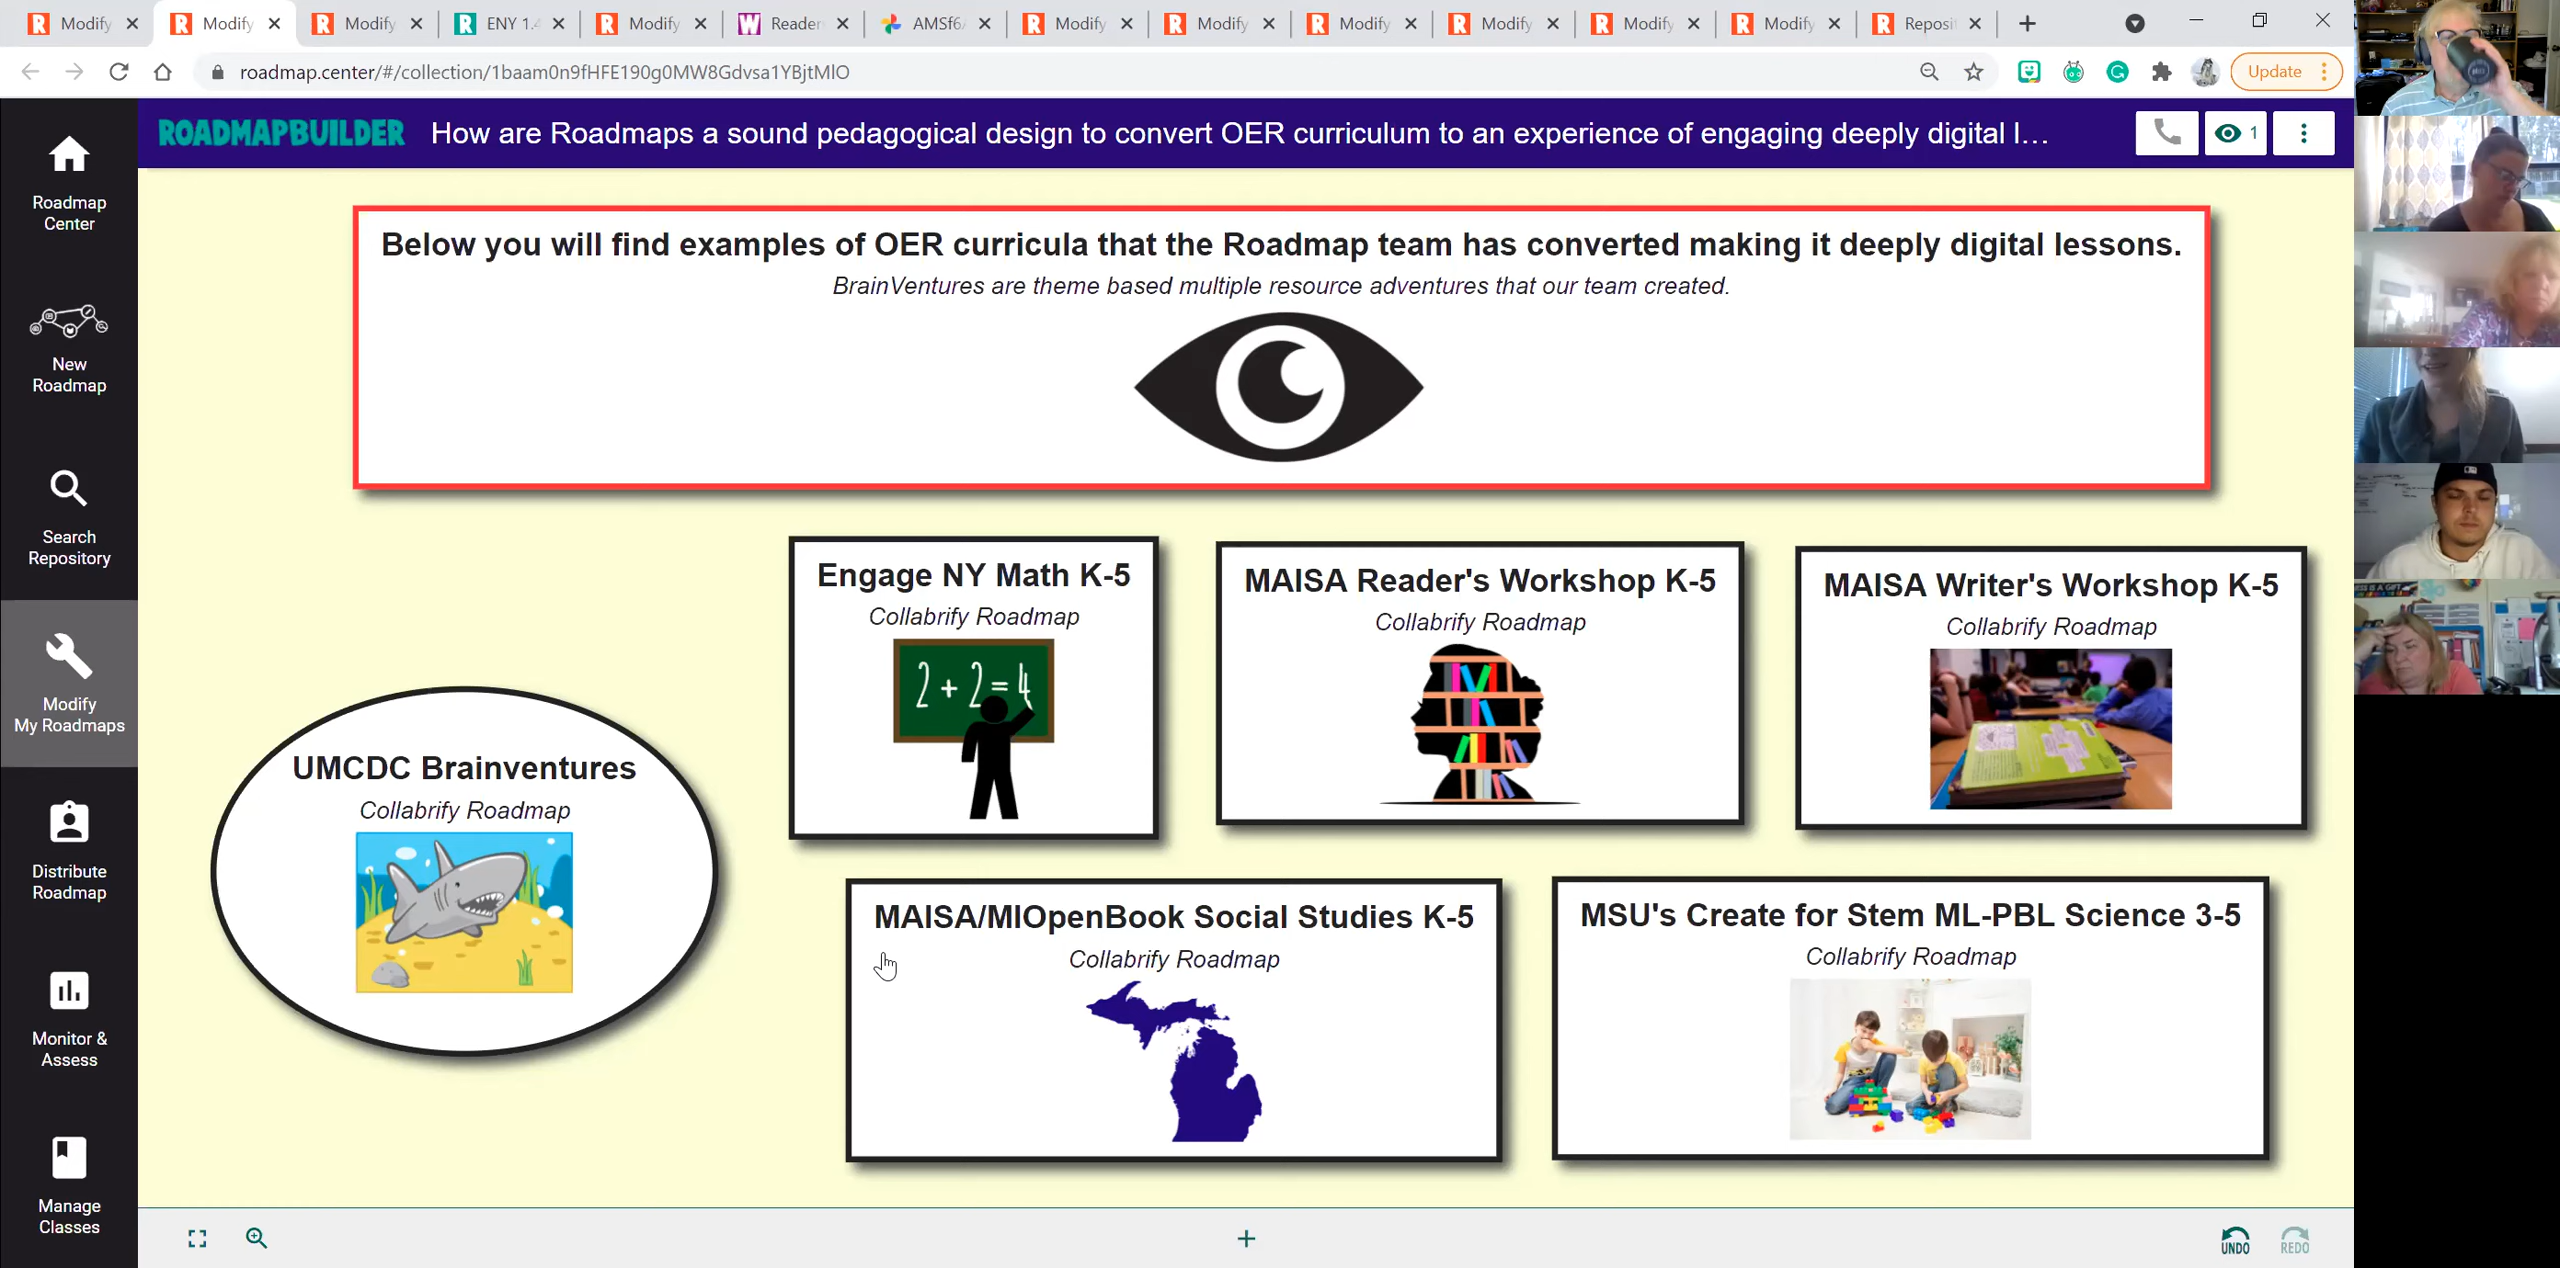 Modify
Modify
Modify
ENY 1.4
Modify
Reader
AMSf6
Modify
Modify
Modify
Modify
Modify
Modify
Reposi
roadmap.center/#/collection/1baam0n9fHFE190g0MW8Gdvsa1YBjtMlO
Update
ROADMAPBUILDER
How are Roadmaps a sound pedagogical design to convert OER curriculum to an experience of engaging deeply digital l...
1
Roadmap
Center
New
Roadmap
Search
Repository
Modify
My Roadmaps
Distribute
Roadmap
Monitor &
Assess
Manage
Classes
Below you will find examples of OER curricula that the Roadmap team has converted making it deeply digital lessons.
BrainVentures are theme based multiple resource adventures that our team created.
Engage NY Math K-5
Collabrify Roadmap
2 + 2 = 4
MAISA Reader's Workshop K-5
Collabrify Roadmap
MAISA Writer's Workshop K-5
Collabrify Roadmap
UMCDC Brainventures
Collabrify Roadmap
MAISA/MIOpenBook Social Studies K-5
Collabrify Roadmap
MSU's Create for Stem ML-PBL Science 3-5
Collabrify Roadmap
UNDO
REDO